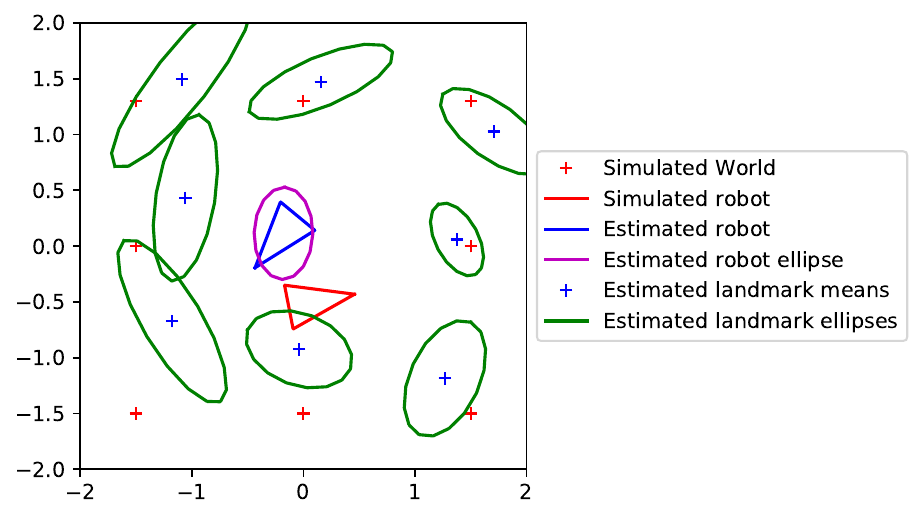 2.0
1.5
1.0
0.5
0.0
−0.5
−1.0
−1.5
−2.0
−2
−1
0
1
2
Simulated World
Simulated robot
Estimated robot
Estimated robot ellipse
Estimated landmark means
Estimated landmark ellipses